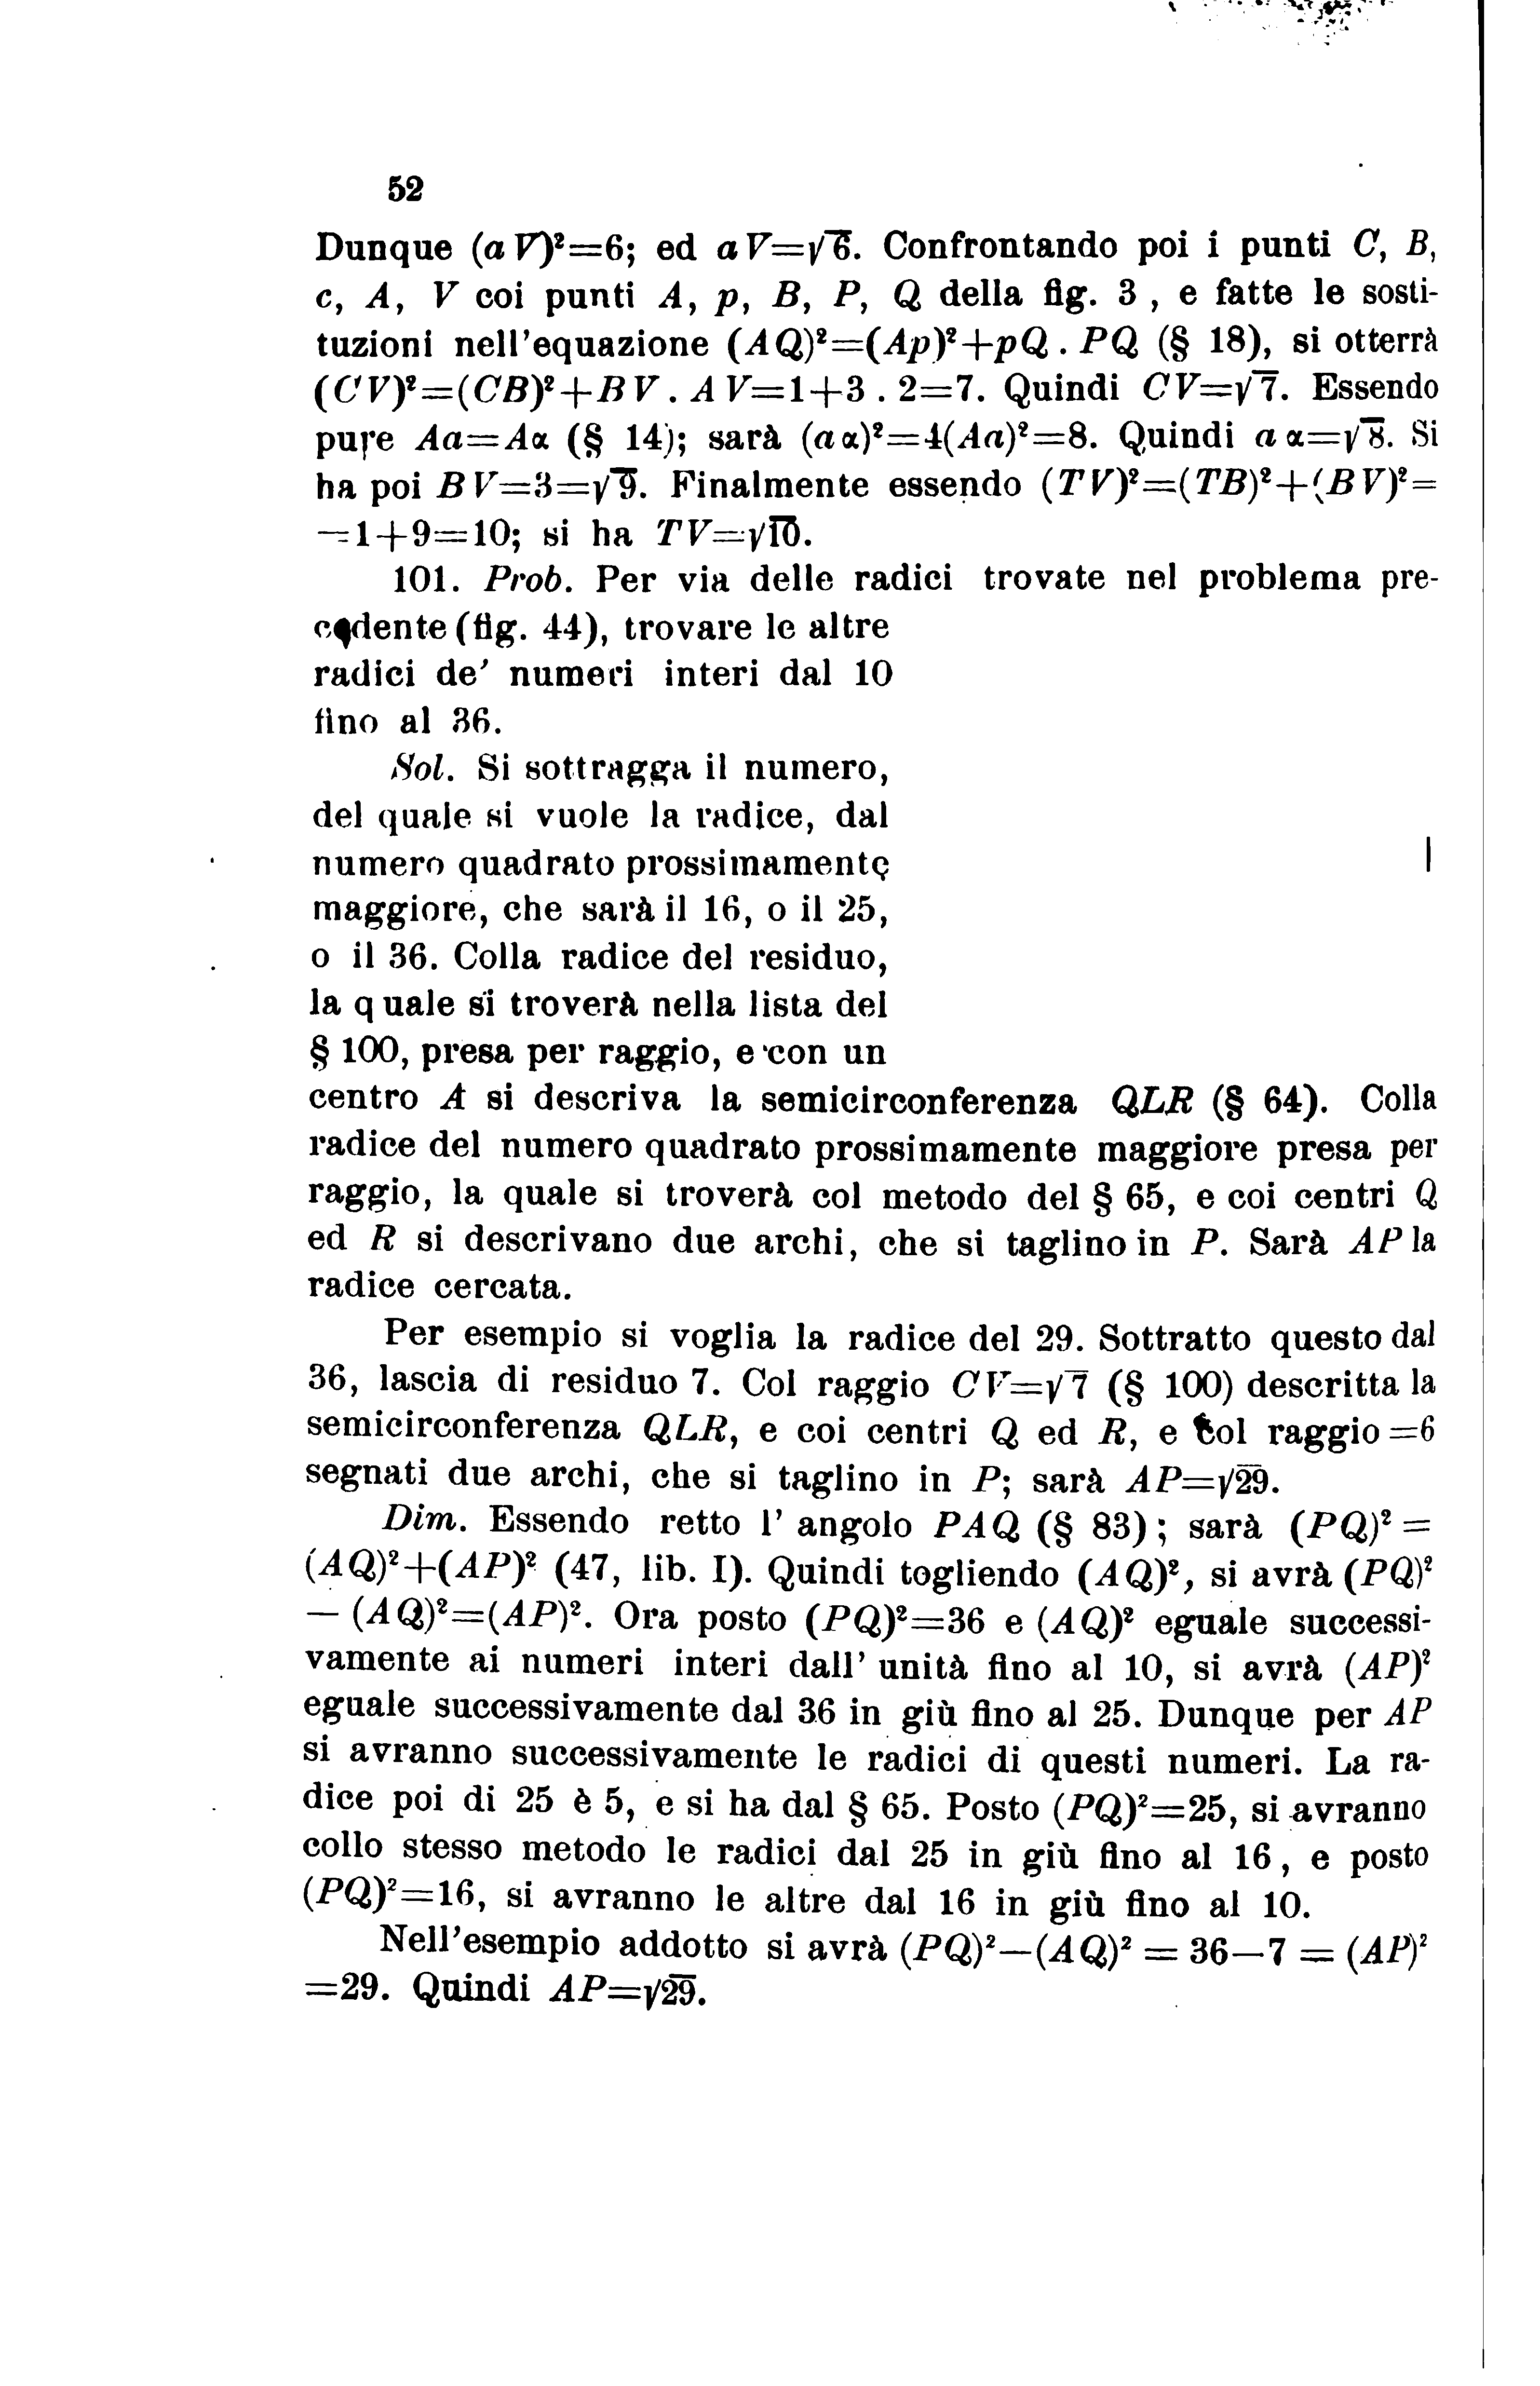 52
Dunque (a V)²=6; ed a V=√6. Confrontando poi i punti C, B,
c, A, V coi punti A, p, B, P, Q della fig. 3 , e fatte le sosti-
tuzioni nell'equazione (AQ)²=(Ap)²+pQ . PQ (§ 18), si otterrà
(CV)²=(CB)²+BV . AV=1+3 . 2=7. Quindi CV=√7. Essendo
pure Aa=Aα (§ 14); sarà (a α)²=4(Aa)²=8. Quindi a α=√8. Si
ha poi BV=3=√9. Finalmente essendo (TV)²=(TB)²+(BV)²=
=1+9=10; si ha TV=√10.
101. Prob. Per via delle radici trovate nel problema pre-
cedente (fig. 44), trovare le altre
radici de' numeri interi dal 10
fino al 36.
Sol. Si sottragga il numero,
del quale si vuole la radice, dal
numero quadrato prossimamente
maggiore, che sarà il 16, o il 25,
o il 36. Colla radice del residuo,
la quale si troverà nella lista del
§ 100, presa per raggio, e con un
centro A si descriva la semicirconferenza QLR (§ 64). Colla
radice del numero quadrato prossimamente maggiore presa per
raggio, la quale si troverà col metodo del § 65, e coi centri Q
ed R si descrivano due archi, che si taglino in P. Sarà AP la
radice cercata.
Per esempio si voglia la radice del 29. Sottratto questo dal
36, lascia di residuo 7. Col raggio CV=√7 (§ 100) descritta la
semicirconferenza QLR, e coi centri Q ed R, e col raggio =6
segnati due archi, che si taglino in P; sarà AP=√29.
Dim. Essendo retto l' angolo PAQ (§ 83); sarà (PQ)² =
(AQ)²+(AP)² (47, lib. I). Quindi togliendo (AQ)², si avrà (PQ)²
— (AQ)²=(AP)². Ora posto (PQ)²=36 e (AQ)² eguale successi-
vamente ai numeri interi dall' unità fino al 10, si avrà (AP)²
eguale successivamente dal 36 in giù fino al 25. Dunque per AP
si avranno successivamente le radici di questi numeri. La ra-
dice poi di 25 è 5, e si ha dal § 65. Posto (PQ)²=25, si avranno
collo stesso metodo le radici dal 25 in giù fino al 16, e posto
(PQ)²=16, si avranno le altre dal 16 in giù fino al 10.
Nell'esempio addotto si avrà (PQ)²—(AQ)² = 36—7 = (AP)²
=29. Quindi AP=√29.